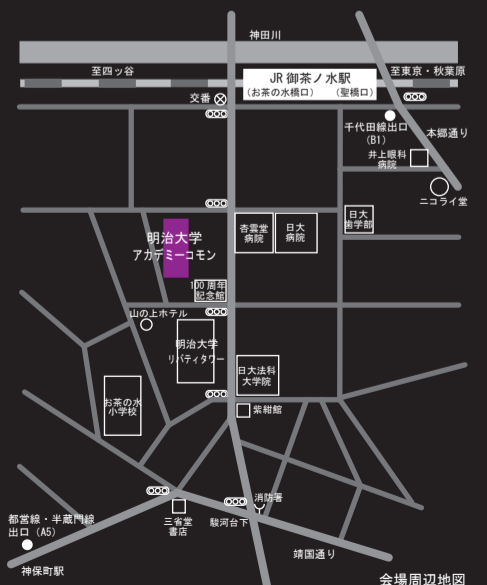 神田川
至四ッ谷
JR 御茶ノ水駅
（お茶の水橋口）　（聖橋口）
至東京・秋葉原
交番
千代田線出口
（B1）
本郷通り
井上眼科
病院
ニコライ堂
明治大学
アカデミーコモン
杏雲堂
病院
日大
病院
日大
歯学部
100 周年
記念館
山の上ホテル
明治大学
リバティタワー
日大法科
大学院
お茶の水
小学校
紫紺館
都営線・半蔵門線
出口（A5）
神保町駅
三省堂
書店
駿河台下
消防署
靖国通り
会場周辺地図